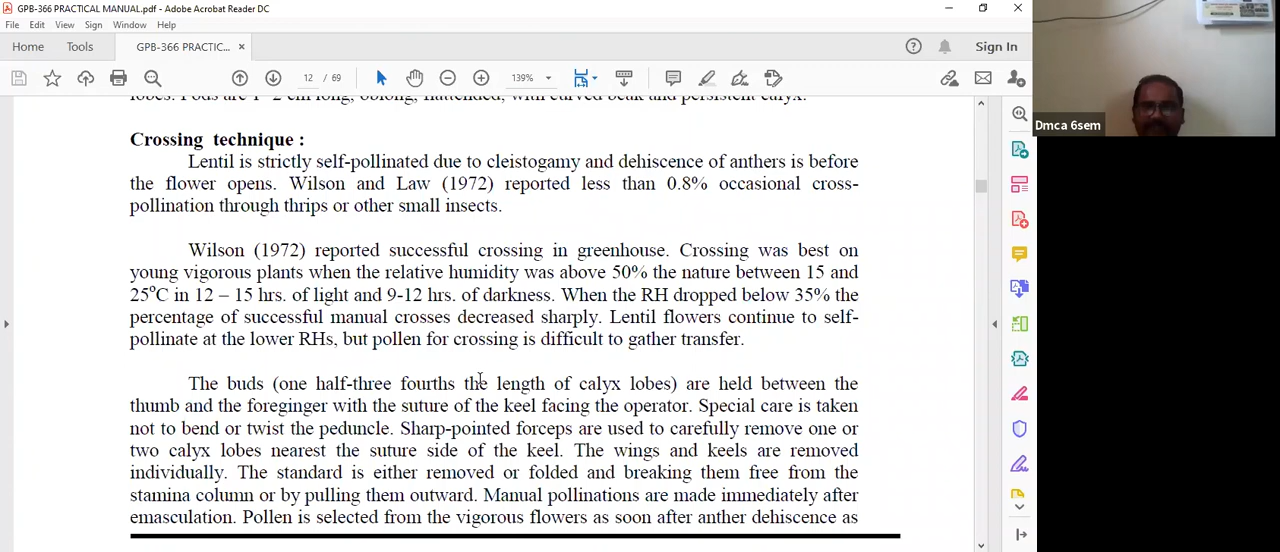 GPB-366 PRACTICAL MANUAL.pdf - Adobe Acrobat Reader DC
File Edit View Sign Window Help
Home Tools GPB-366 PRACTIC... × Sign In
12 / 69 139%
Dmca 6sem
Crossing technique :
Lentil is strictly self-pollinated due to cleistogamy and dehiscence of anthers is before
the flower opens. Wilson and Law (1972) reported less than 0.8% occasional cross-
pollination through thrips or other small insects.
Wilson (1972) reported successful crossing in greenhouse. Crossing was best on
young vigorous plants when the relative humidity was above 50% the nature between 15 and
25°C in 12 – 15 hrs. of light and 9-12 hrs. of darkness. When the RH dropped below 35% the
percentage of successful manual crosses decreased sharply. Lentil flowers continue to self-
pollinate at the lower RHs, but pollen for crossing is difficult to gather transfer.
The buds (one half-three fourths the length of calyx lobes) are held between the
thumb and the foreginger with the suture of the keel facing the operator. Special care is taken
not to bend or twist the peduncle. Sharp-pointed forceps are used to carefully remove one or
two calyx lobes nearest the suture side of the keel. The wings and keels are removed
individually. The standard is either removed or folded and breaking them free from the
stamina column or by pulling them outward. Manual pollinations are made immediately after
emasculation. Pollen is selected from the vigorous flowers as soon after anther dehiscence as